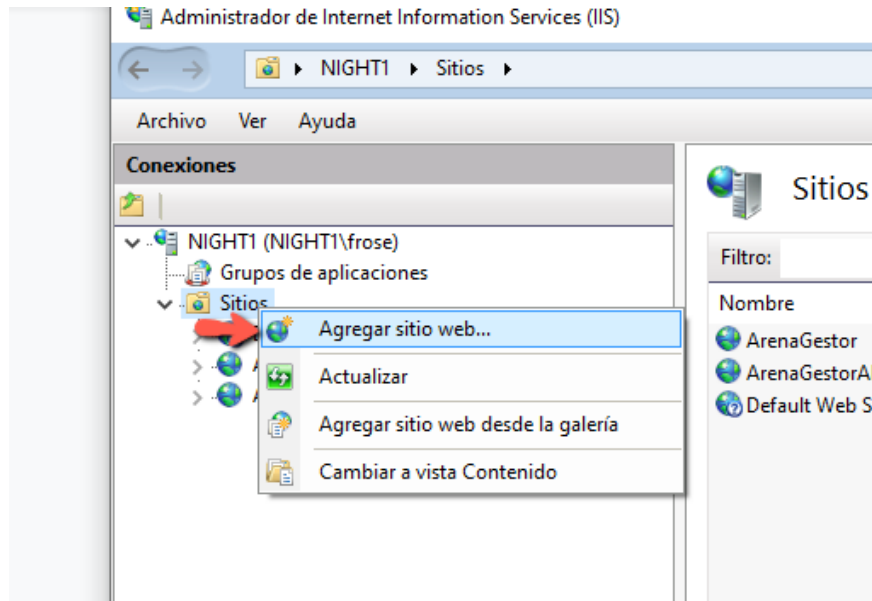 Administrador de Internet Information Services (IIS)
NIGHT1 Sitios
Archivo Ver Ayuda
Conexiones
NIGHT1 (NIGHT1\frose)
Grupos de aplicaciones
Sitios
Agregar sitio web...
Actualizar
Agregar sitio web desde la galería
Cambiar a vista Contenido
Sitios
Filtro:
Nombre
ArenaGestor
ArenaGestorA
Default Web S